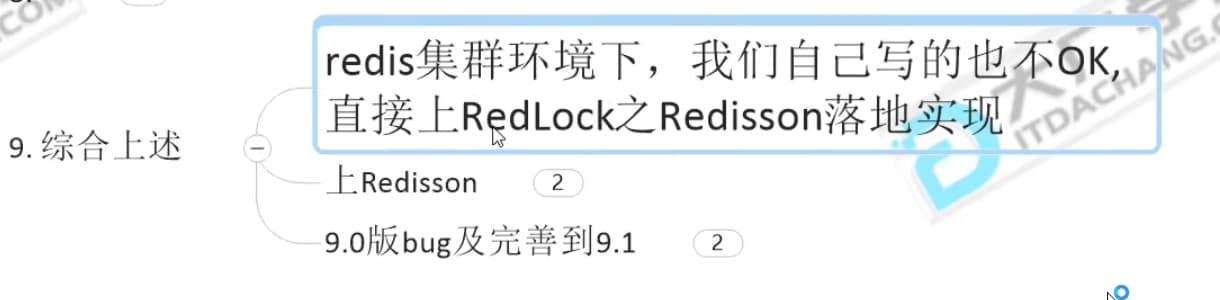 redis集群环境下，我们自己写的也不OK,
直接上RedLock之Redisson落地实现
9. 综合上述
上Redisson 2
9.0版bug及完善到9.1 2
ITDACHANG.